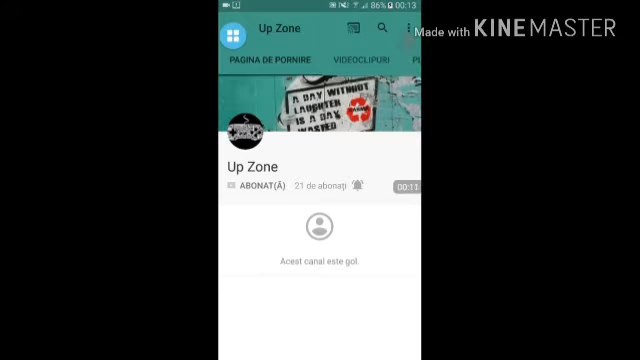 86% 00:13
Up Zone
Made with KINEMASTER
PAGINA DE PORNIRE VIDEOCLIPURI
A DAY WITHOUT
LAUGHTER
IS A DAY
WASTED
Up Zone
ABONAT(Ă) 21 de abonați
00:11
Acest canal este gol.